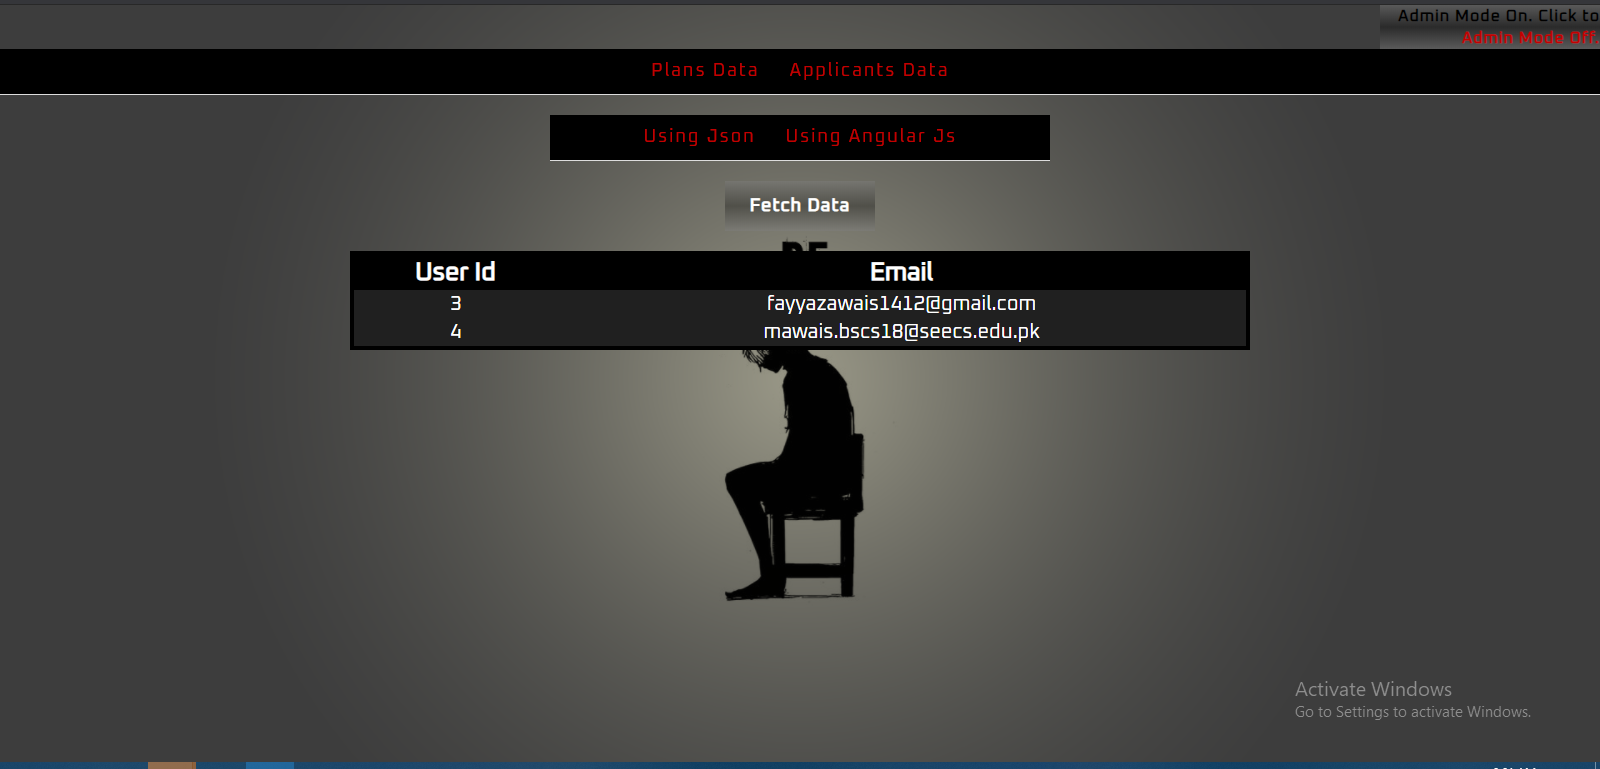 Admin Mode On. Click to
Admin Mode Off.
Plans Data Applicants Data
Using Json Using Angular Js
Fetch Data
User Id Email
3 fayyazawais1412@gmail.com
4 mawais.bscs18@seecs.edu.pk
Activate Windows
Go to Settings to activate Windows.